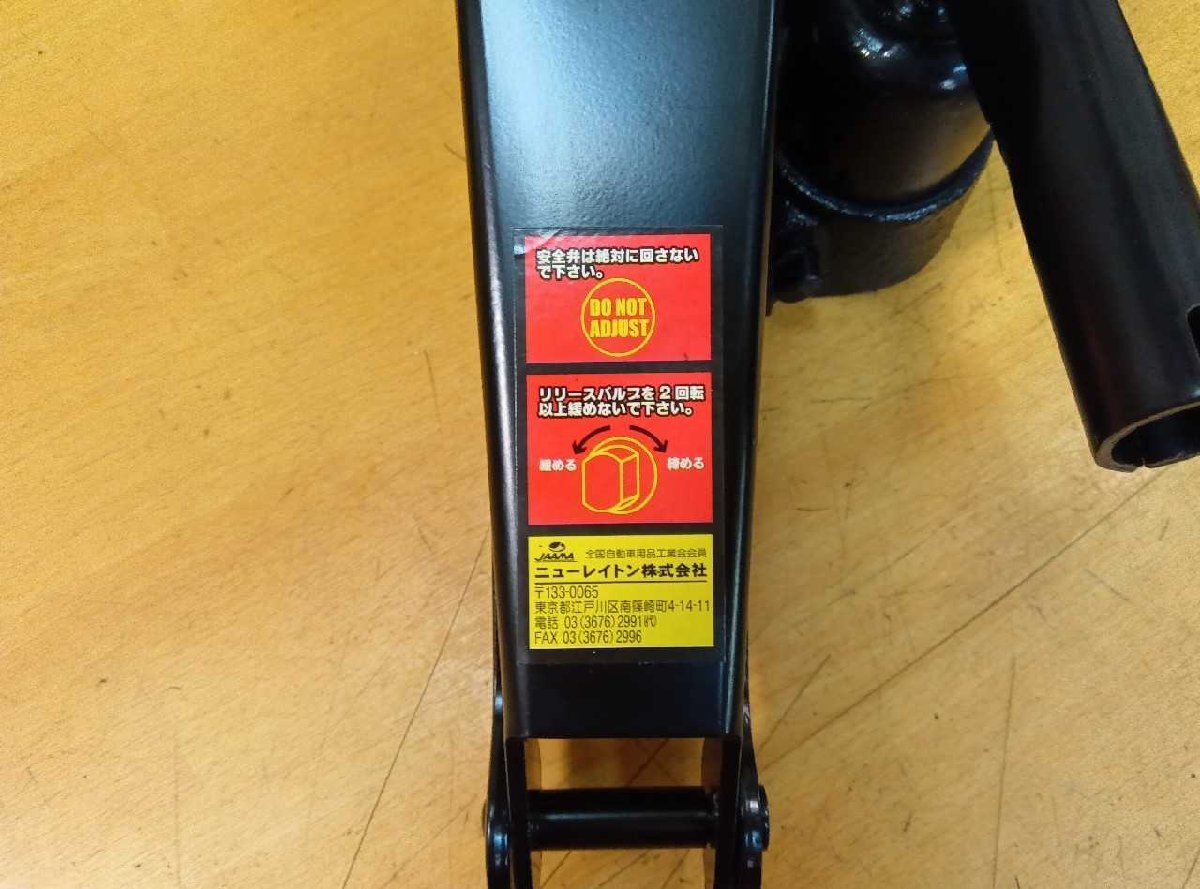 安全弁は絶対に回さない
で下さい。
DO NOT
ADJUST
リリースバルブを2回転
以上緩めないで下さい。
緩める
締める
JAAMA 全国自動車用品工業会会員
ニューレイトン株式会社
〒133-0065
東京都江戸川区南篠崎町4-14-11
電話 03(3676)2991㈹
FAX 03(3676)2996